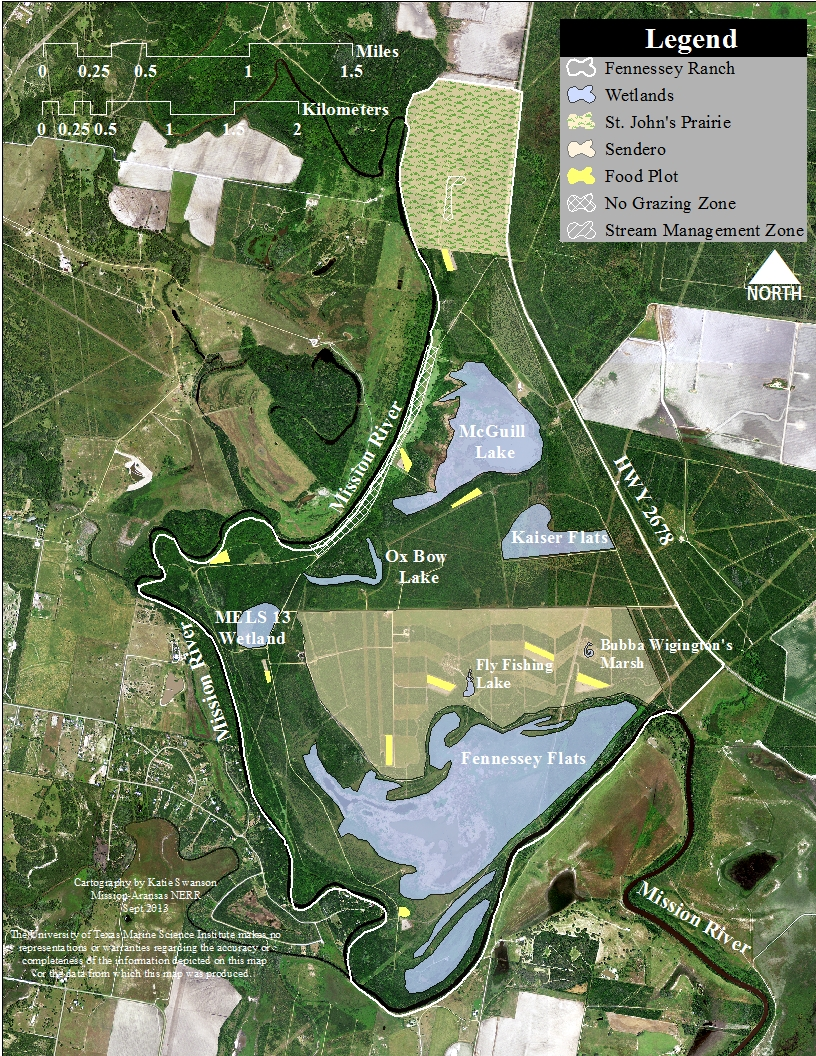 Legend
Fennessey Ranch
Wetlands
St. John's Prairie
Sendero
Food Plot
No Grazing Zone
Stream Management Zone
NORTH
Miles
0 0.25 0.5 1 1.5
Kilometers
0 0.25 0.5 1 1.5 2
McGuill
Lake
Mission River
HWY 2678
Kaiser Flats
Ox Bow
Lake
MELS 13
Wetland
Mission River
Bubba Wigington's
Marsh
Fly Fishing
Lake
Fennessey Flats
Mission River
Cartography by Katie Swanson
Mission-Aransas NERR
Sept 2013
The University of Texas Marine Science Institute makes no
representations or warranties regarding the accuracy or
completeness of the information depicted on this map
or the data from which this map was produced.